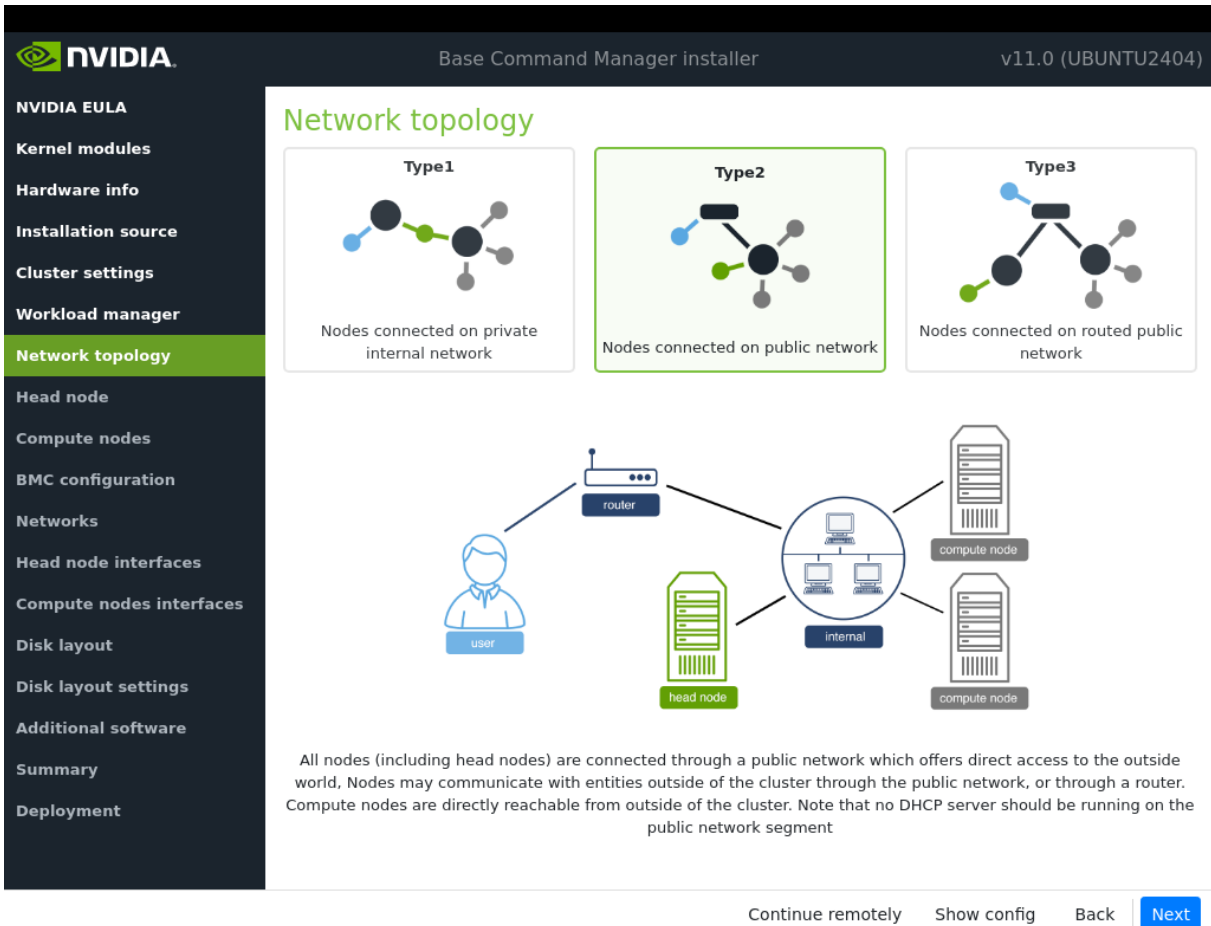 NVIDIA.
Base Command Manager installer
v11.0 (UBUNTU2404)
NVIDIA EULA
Kernel modules
Hardware info
Installation source
Cluster settings
Workload manager
Network topology
Head node
Compute nodes
BMC configuration
Networks
Head node interfaces
Compute nodes interfaces
Disk layout
Disk layout settings
Additional software
Summary
Deployment
Network topology
Type1
Nodes connected on private
internal network
Type2
Nodes connected on public network
Type3
Nodes connected on routed public
network
router
user
head node
internal
compute node
compute node
All nodes (including head nodes) are connected through a public network which offers direct access to the outside
world, Nodes may communicate with entities outside of the cluster through the public network, or through a router.
Compute nodes are directly reachable from outside of the cluster. Note that no DHCP server should be running on the
public network segment
Continue remotely
Show config
Back
Next